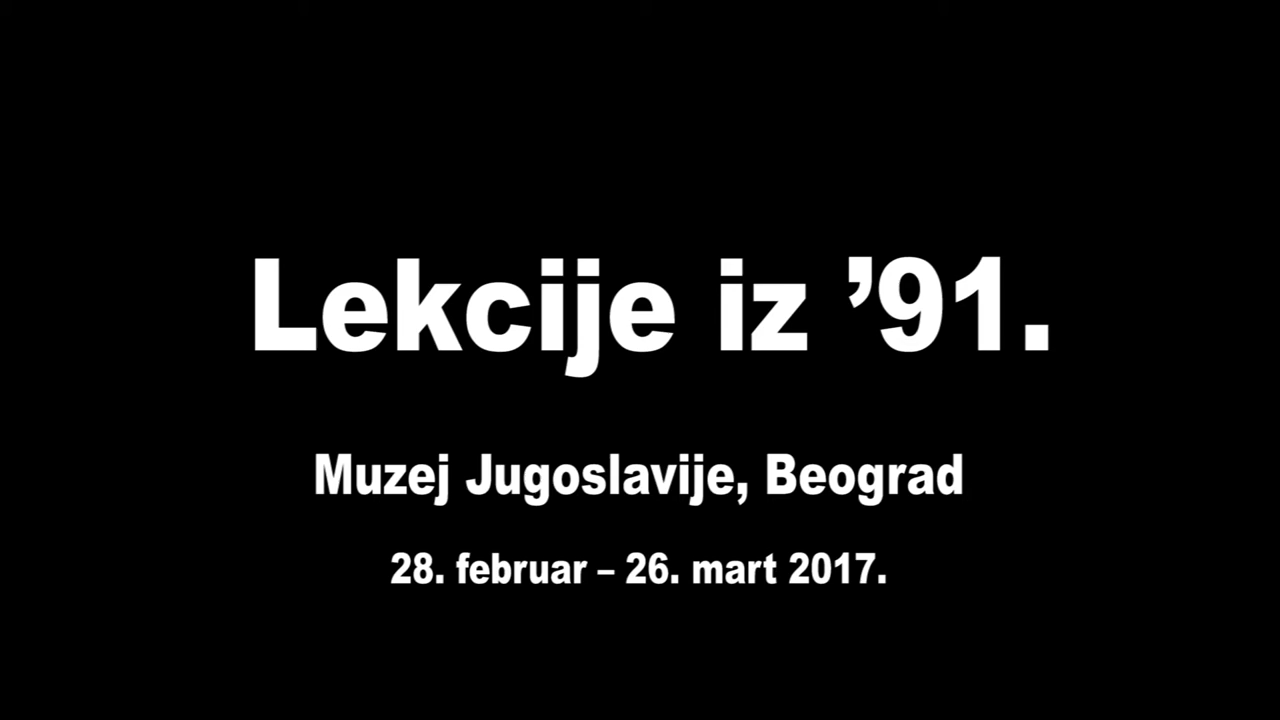 Lekcije iz ’91.
Muzej Jugoslavije, Beograd
28. februar – 26. mart 2017.